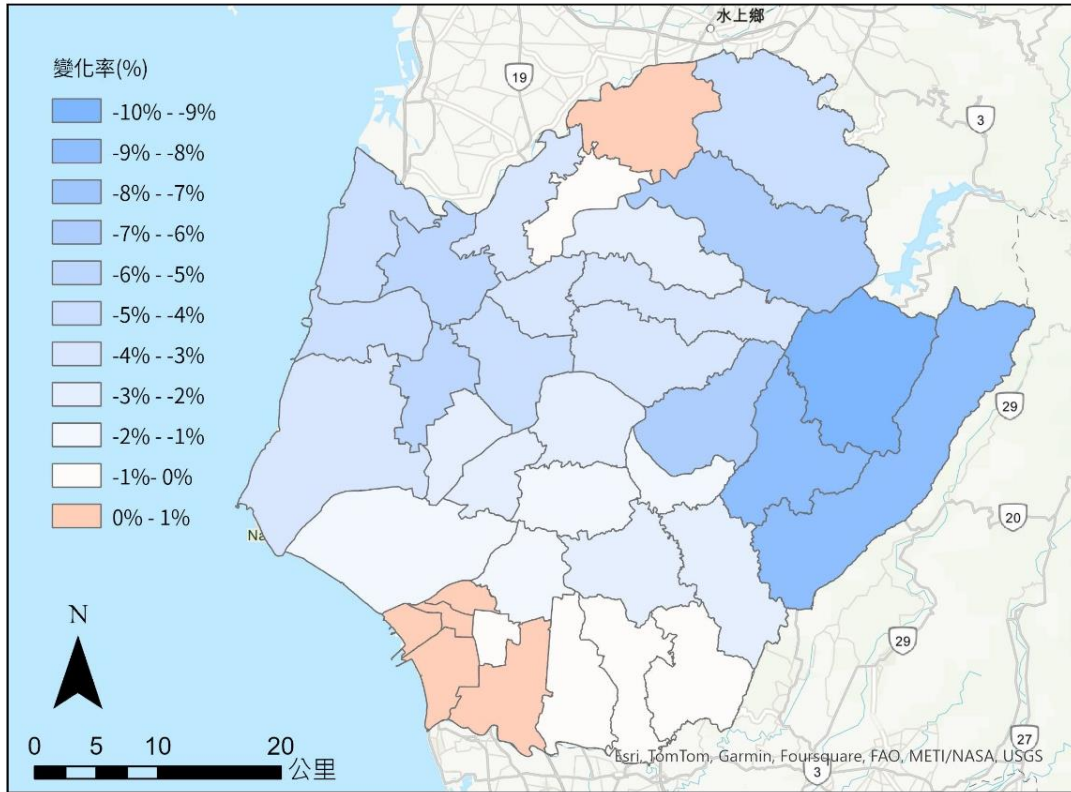 水上鄉
19
3
變化率(%)
-10% - -9%
-9% - -8%
-8% - -7%
-7% - -6%
-6% - -5%
-5% - -4%
-4% - -3%
-3% - -2%
-2% - -1%
-1%- 0%
0% - 1%
29
20
Na
N
29
0 5 10 20
公里
27
3
Esri, TomTom, Garmin, Foursquare, FAO, METI/NASA, USGS